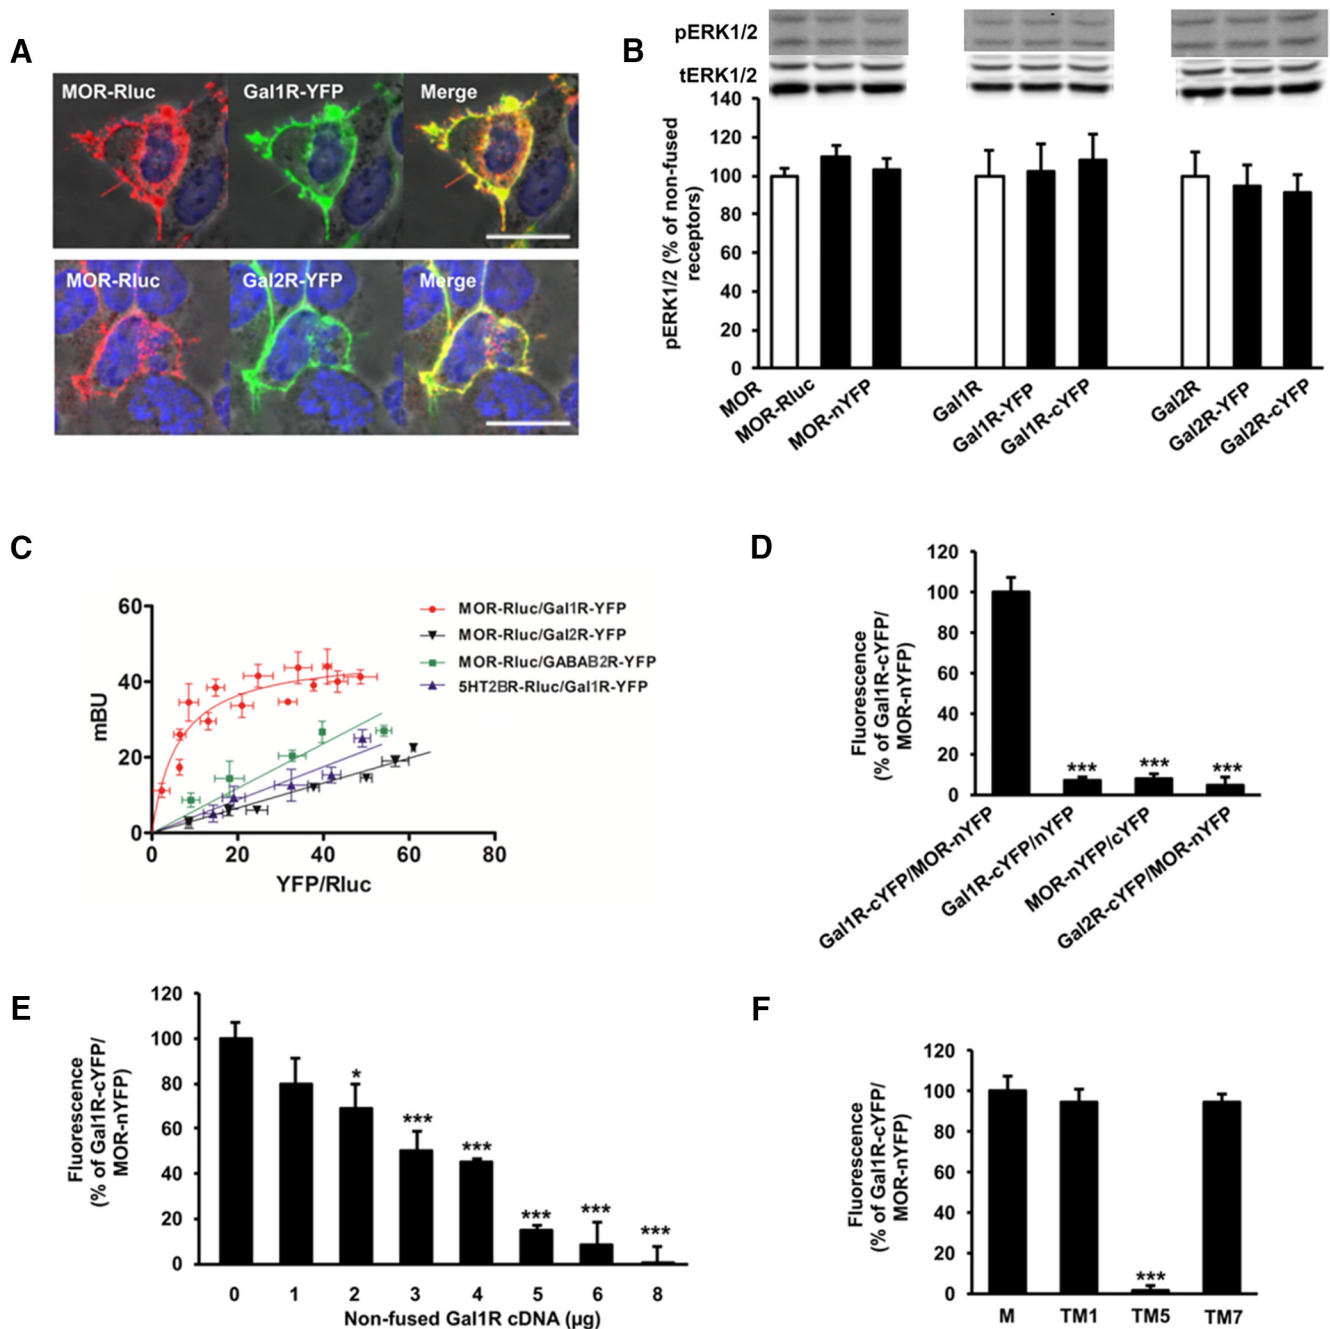 A
MOR-Rluc
Gal1R-YFP
Merge
MOR-Rluc
Gal2R-YFP
Merge
B
pERK1/2
tERK1/2
pERK1/2 (% of non-fused
receptors)
140
120
100
80
60
40
20
0
MOR
MOR-Rluc
MOR-nYFP
Gal1R
Gal1R-YFP
Gal1R-cYFP
Gal2R
Gal2R-YFP
Gal2R-cYFP
C
mBU
60
40
20
0
0
20
40
60
80
YFP/Rluc
MOR-Rluc/Gal1R-YFP
MOR-Rluc/Gal2R-YFP
MOR-Rluc/GABAB2R-YFP
5HT2BR-Rluc/Gal1R-YFP
D
Fluorescence
(% of Gal1R-cYFP/
MOR-nYFP)
120
100
80
60
40
20
0
***
***
***
Gal1R-cYFP/MOR-nYFP
Gal1R-cYFP/nYFP
MOR-nYFP/cYFP
Gal2R-cYFP/MOR-nYFP
E
Fluorescence
(% of Gal1R-cYFP/
MOR-nYFP)
120
100
80
60
40
20
0
*
***
***
***
***
***
0
1
2
3
4
5
6
8
Non-fused Gal1R cDNA (µg)
F
Fluorescence
(% of Gal1R-cYFP/
MOR-nYFP)
120
100
80
60
40
20
0
***
M
TM1
TM5
TM7